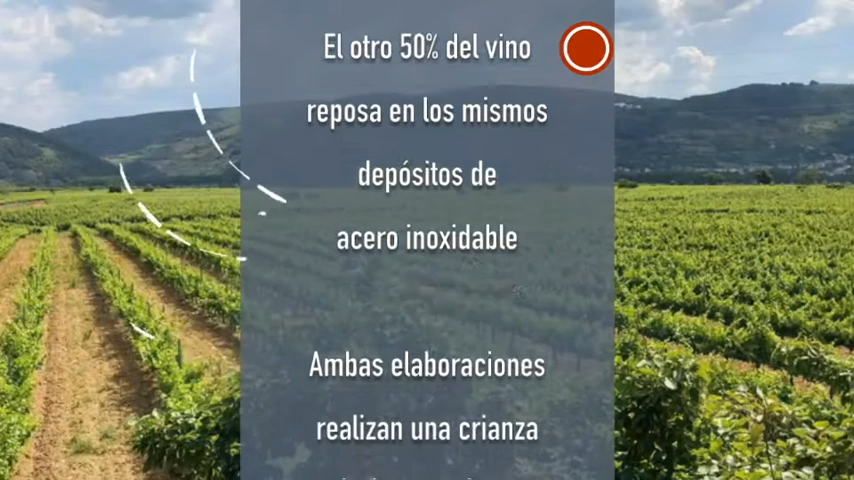 El otro 50% del vino
reposa en los mismos
depósitos de
acero inoxidable
Ambas elaboraciones
realizan una crianza